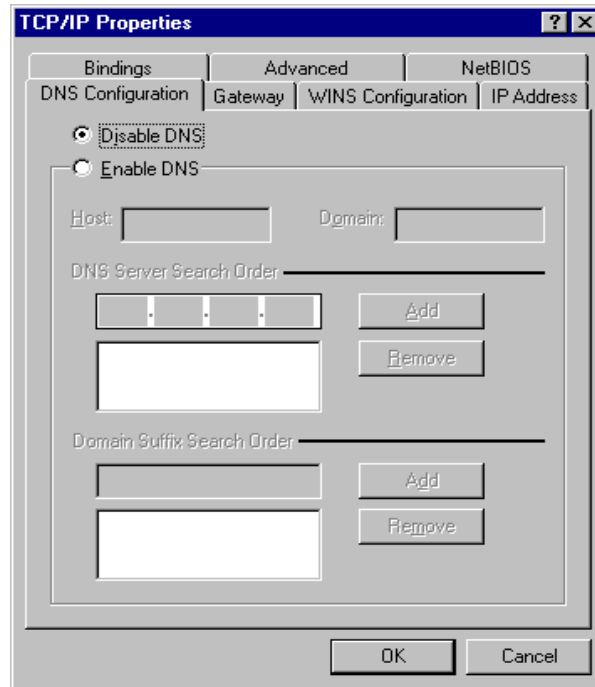 TCP/IP Properties
Bindings Advanced NetBIOS
DNS Configuration Gateway WINS Configuration IP Address
Disable DNS
Enable DNS
Host: Domain:
DNS Server Search Order
. . .
Add
Remove
Domain Suffix Search Order
Add
Remove
OK Cancel